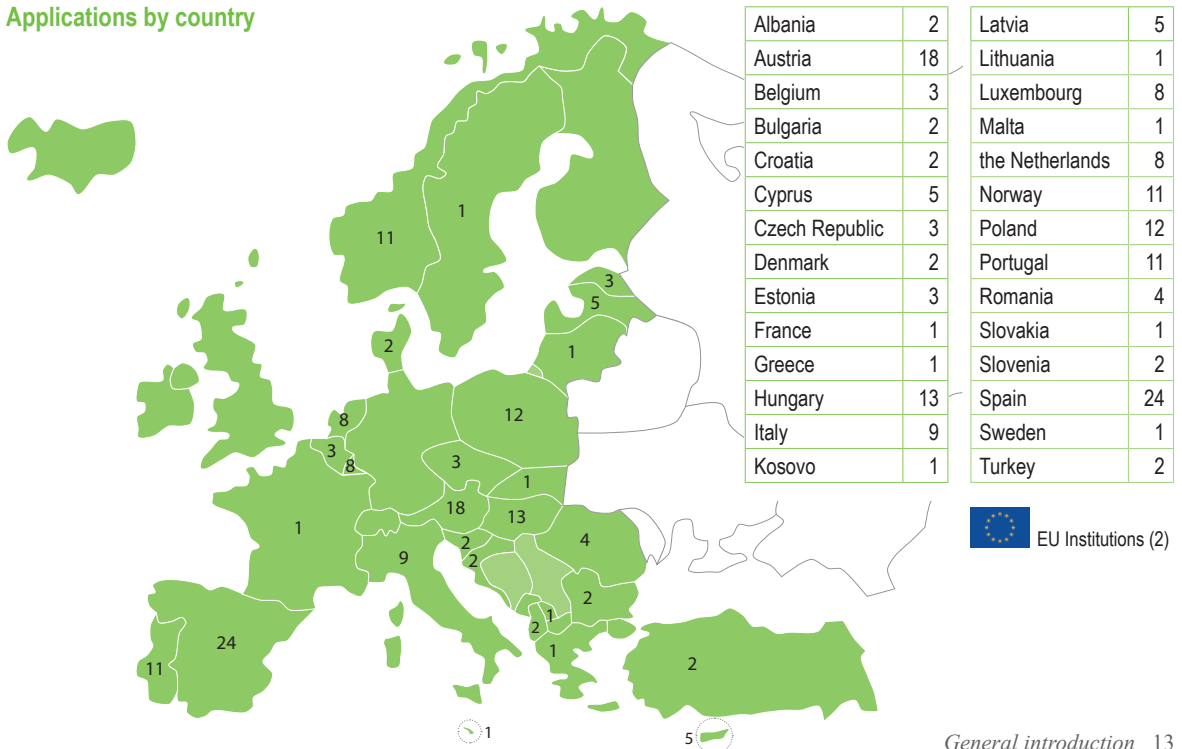 Applications by country
Albania 2
Austria 18
Belgium 3
Bulgaria 2
Croatia 2
Cyprus 5
Czech Republic 3
Denmark 2
Estonia 3
France 1
Greece 1
Hungary 13
Italy 9
Kosovo 1
Latvia 5
Lithuania 1
Luxembourg 8
Malta 1
the Netherlands 8
Norway 11
Poland 12
Portugal 11
Romania 4
Slovakia 1
Slovenia 2
Spain 24
Sweden 1
Turkey 2
EU Institutions (2)
1
11
3
5
2
1
12
8
3
8
3
1
18
13
1
2
4
9
2
2
1
2
1
24
11
2
1
5
General introduction 13